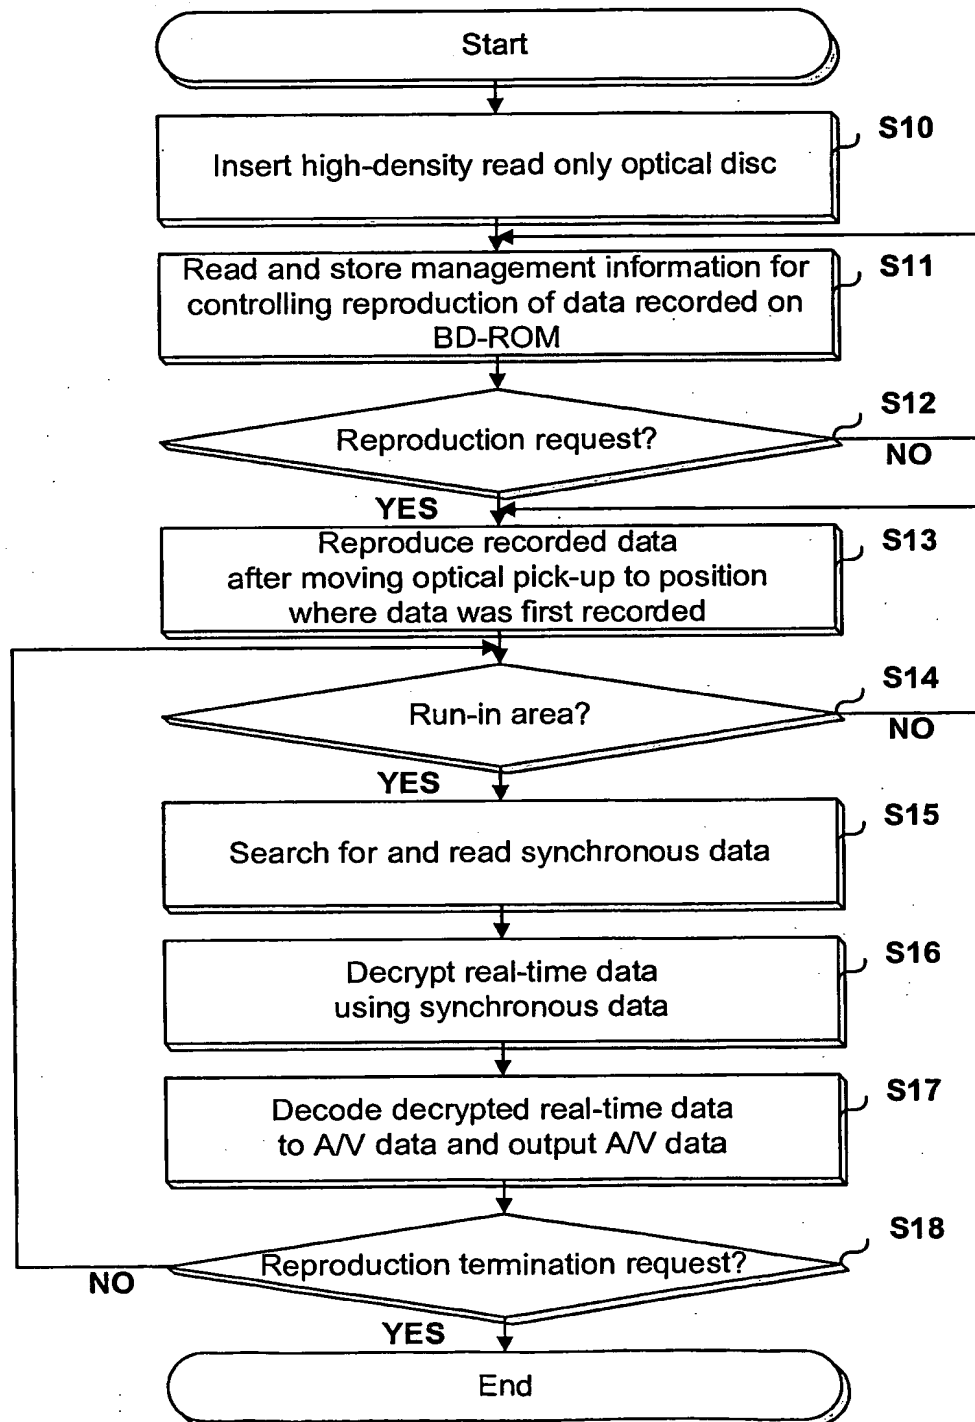 Start
S10
Insert high-density read only optical disc
S11
Read and store management information for
controlling reproduction of data recorded on
BD-ROM
S12
Reproduction request?
NO
YES
S13
Reproduce recorded data
after moving optical pick-up to position
where data was first recorded
S14
Run-in area?
NO
YES
S15
Search for and read synchronous data
S16
Decrypt real-time data
using synchronous data
S17
Decode decrypted real-time data
to A/V data and output A/V data
S18
Reproduction termination request?
NO
YES
End